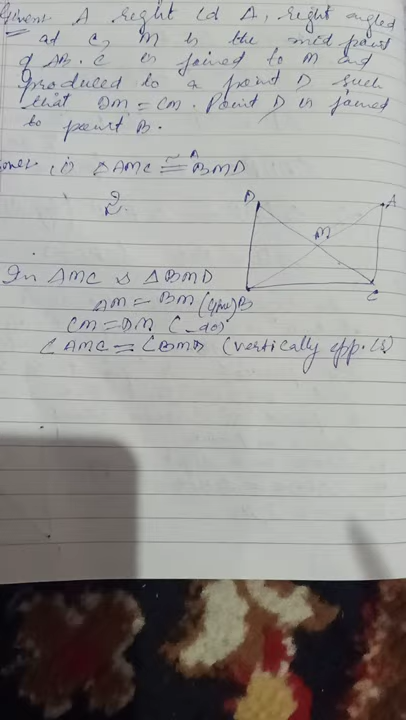 Given A right ∠d Δ, right angled
at C, M is the mid point
of AB. C is joined to M and
produced to a point D such
that DM = CM. Point D is joined
to point B.
(i) ΔAMC ≅ ΔBMD
D A
M
In ΔAMC & ΔBMD
B C
AM = BM (Given)
CM = DM (-do)
∠AMC = ∠BMD (vertically opp. ∠s)